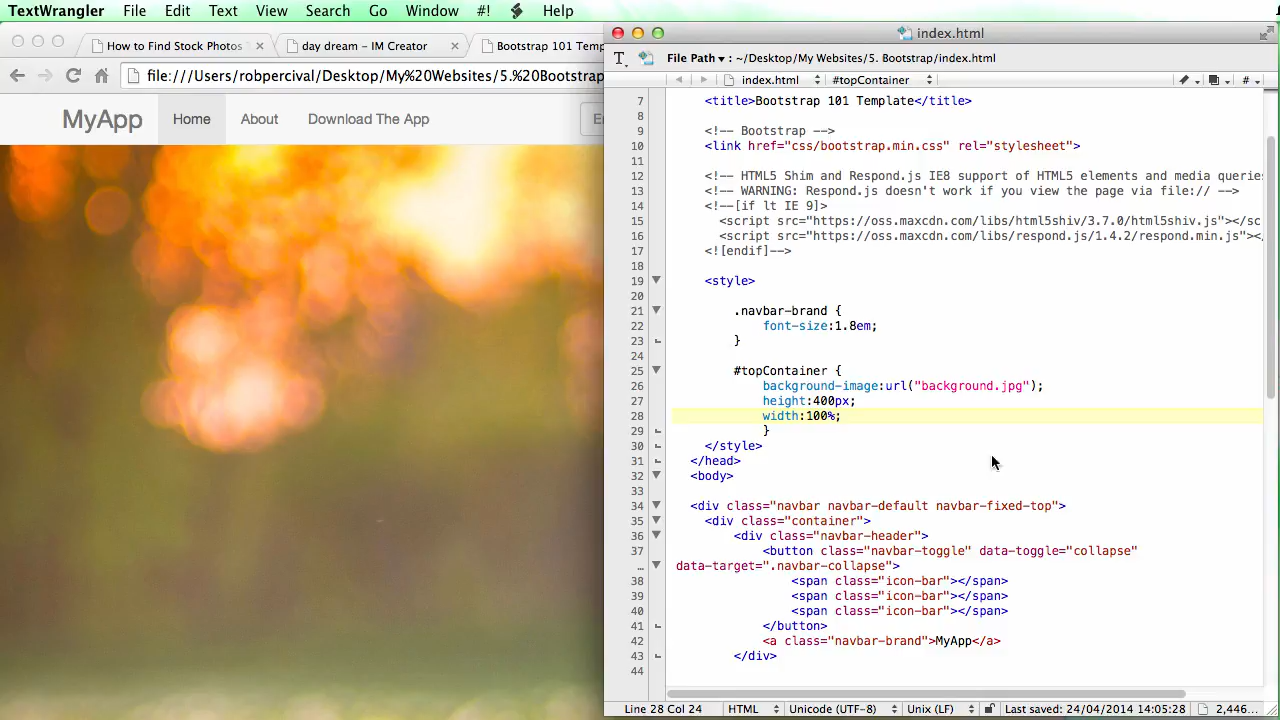 TextWrangler File Edit Text View Search Go Window #! Help
index.html
How to Find Stock Photos
day dream – IM Creator
Bootstrap 101 Temp
file:///Users/robpercival/Desktop/My%20Websites/5.%20Bootstrap
MyApp Home About Download The App
File Path ▾ : ~/Desktop/My Websites/5. Bootstrap/index.html
index.html #topContainer
7 <title>Bootstrap 101 Template</title>
8
9 <!-- Bootstrap -->
10 <link href="css/bootstrap.min.css" rel="stylesheet">
11
12 <!-- HTML5 Shim and Respond.js IE8 support of HTML5 elements and media querie
13 <!-- WARNING: Respond.js doesn't work if you view the page via file:// -->
14 <!--[if lt IE 9]>
15 <script src="https://oss.maxcdn.com/libs/html5shiv/3.7.0/html5shiv.js"></sc
16 <script src="https://oss.maxcdn.com/libs/respond.js/1.4.2/respond.min.js"></
17 <![endif]-->
18
19 <style>
20
21 .navbar-brand {
22 font-size:1.8em;
23 }
24
25 #topContainer {
26 background-image:url("background.jpg");
27 height:400px;
28 width:100%;
29 }
30 </style>
31 </head>
32 <body>
33
34 <div class="navbar navbar-default navbar-fixed-top">
35 <div class="container">
36 <div class="navbar-header">
37 <button class="navbar-toggle" data-toggle="collapse"
… data-target=".navbar-collapse">
38 <span class="icon-bar"></span>
39 <span class="icon-bar"></span>
40 <span class="icon-bar"></span>
41 </button>
42 <a class="navbar-brand">MyApp</a>
43 </div>
44
Line 28 Col 24 HTML Unicode (UTF-8) Unix (LF) Last saved: 24/04/2014 14:05:28 2,446...